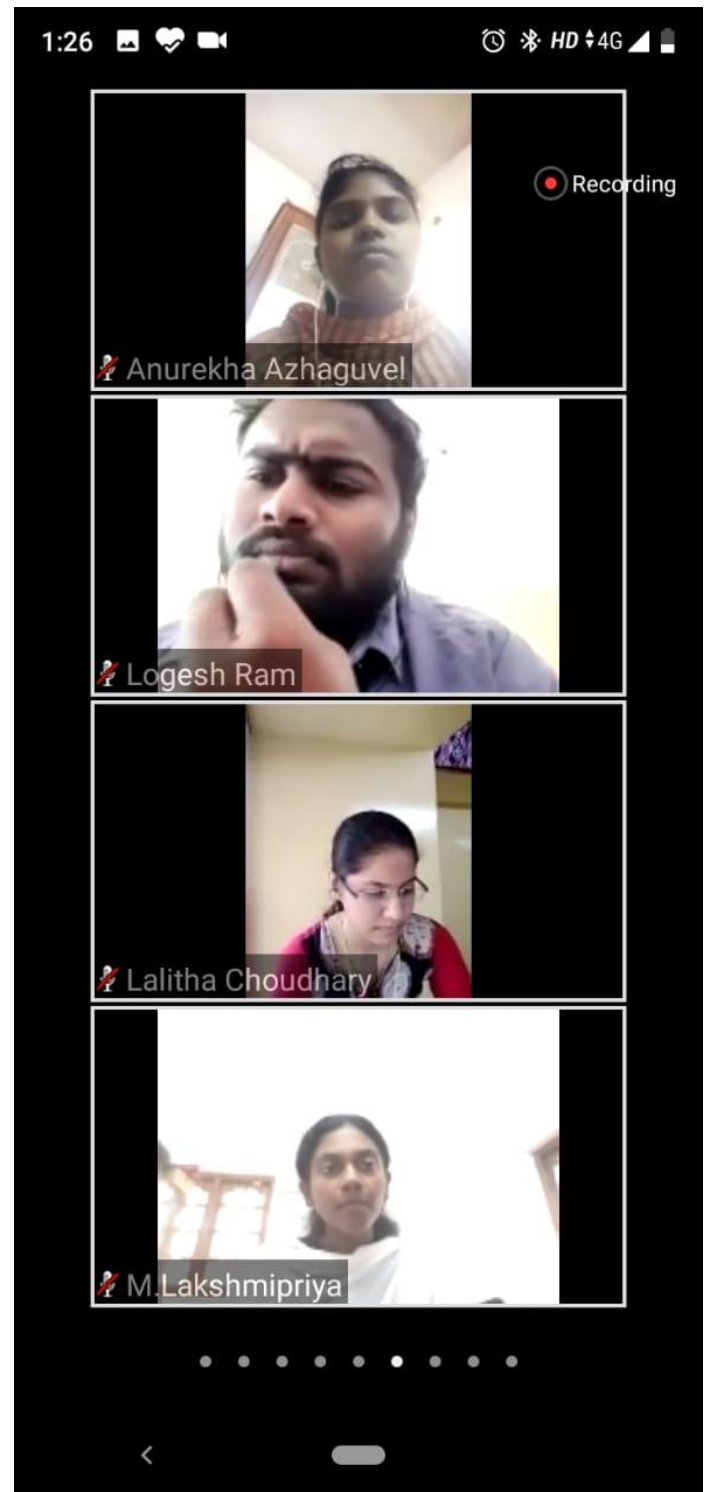 1:26 HD 4G
Recording
Anurekha Azhaguvel
Logesh Ram
Lalitha Choudhary
M.Lakshmipriya